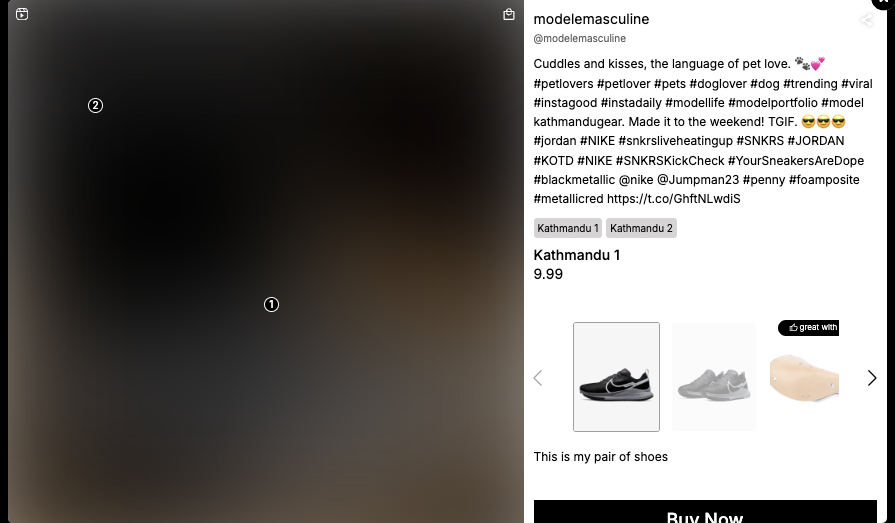 2
1
modelemasculine
@modelemasculine
Cuddles and kisses, the language of pet love. 🐾💕
#petlovers #petlover #pets #doglover #dog #trending #viral
#instagood #instadaily #modellife #modelportfolio #model
kathmandugear. Made it to the weekend! TGIF. 😎😎😎
#jordan #NIKE #snkrsliveheatingup #SNKRS #JORDAN
#KOTD #NIKE #SNKRSKickCheck #YourSneakersAreDope
#blackmetallic @nike @Jumpman23 #penny #foamposite
#metallicred https://t.co/GhftNLwdiS
Kathmandu 1 Kathmandu 2
Kathmandu 1
9.99
great with
This is my pair of shoes
Buy Now